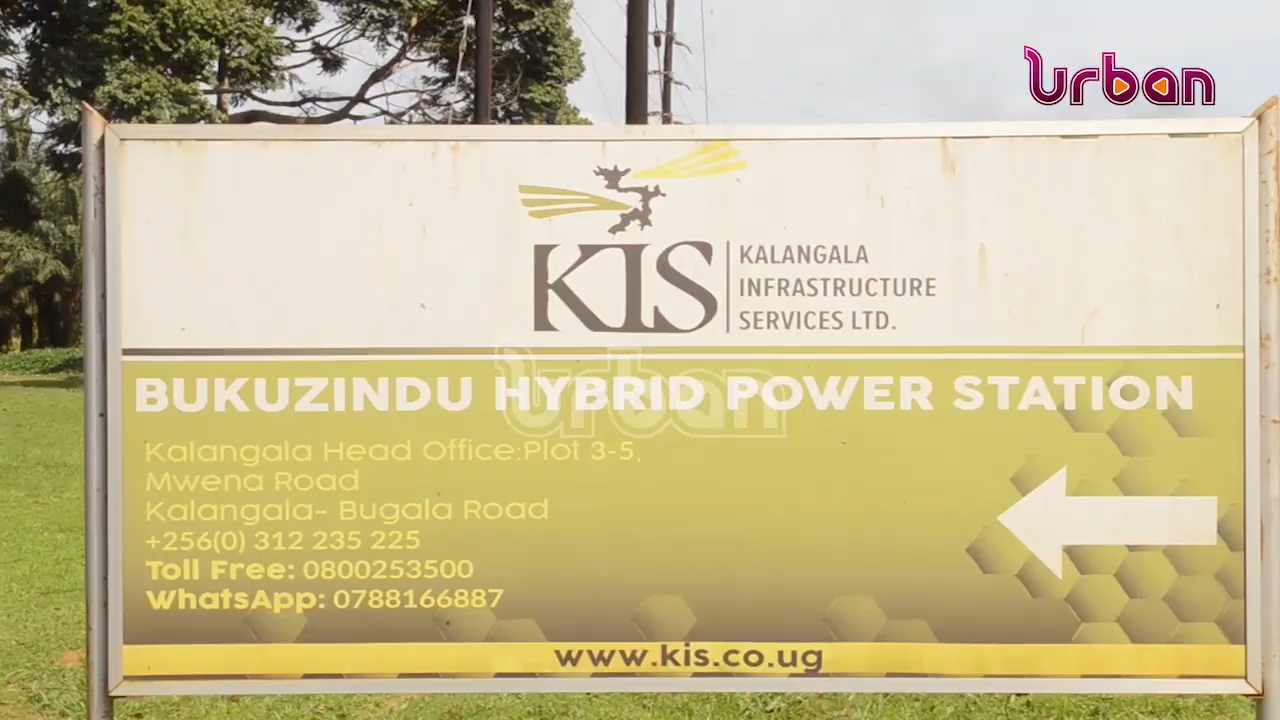 urban
KIS
KALANGALA
INFRASTRUCTURE
SERVICES LTD.
urban
BUKUZINDU HYBRID POWER STATION
Kalangala Head Office:Plot 3-5,
Mwena Road
Kalangala- Bugala Road
+256(0) 312 235 225
Toll Free: 0800253500
WhatsApp: 0788166887
www.kis.co.ug